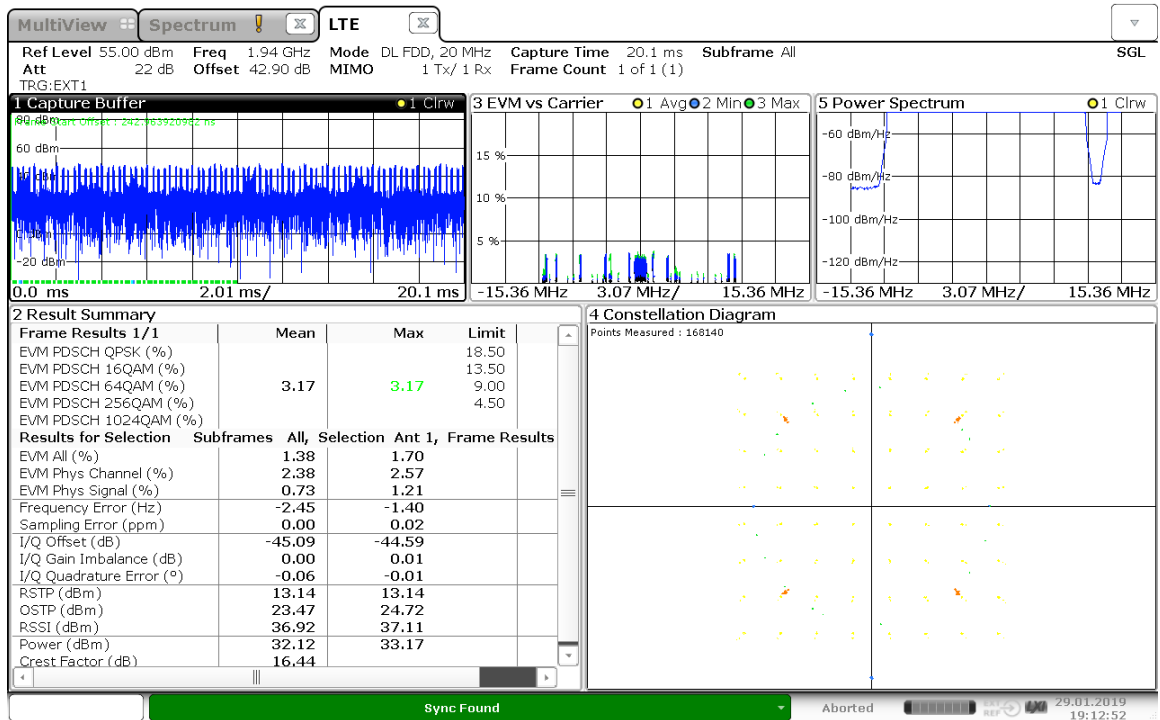 MultiView Spectrum LTE
Ref Level 55.00 dBm Freq 1.94 GHz Mode DL FDD, 20 MHz Capture Time 20.1 ms Subframe All SGL
Att 22 dB Offset 42.90 dB MIMO 1 Tx/ 1 Rx Frame Count 1 of 1 (1)
TRG:EXT1
1 Capture Buffer 1 Clrw
80 dBm
Frame Start Offset : 242.963920982 ns
60 dBm
-20 dBm
0.0 ms 2.01 ms/ 20.1 ms
3 EVM vs Carrier 1 Avg 2 Min 3 Max
15 %
10 %
5 %
-15.36 MHz 3.07 MHz/ 15.36 MHz
5 Power Spectrum 1 Clrw
-60 dBm/Hz
-80 dBm/Hz
-100 dBm/Hz
-120 dBm/Hz
-15.36 MHz 3.07 MHz/ 15.36 MHz
2 Result Summary
Frame Results 1/1 Mean Max Limit
EVM PDSCH QPSK (%) 18.50
EVM PDSCH 16QAM (%) 13.50
EVM PDSCH 64QAM (%) 3.17 3.17 9.00
EVM PDSCH 256QAM (%) 4.50
EVM PDSCH 1024QAM (%)
Results for Selection Subframes All, Selection Ant 1, Frame Results
EVM All (%) 1.38 1.70
EVM Phys Channel (%) 2.38 2.57
EVM Phys Signal (%) 0.73 1.21
Frequency Error (Hz) -2.45 -1.40
Sampling Error (ppm) 0.00 0.02
I/Q Offset (dB) -45.09 -44.59
I/Q Gain Imbalance (dB) 0.00 0.01
I/Q Quadrature Error (°) -0.06 -0.01
RSTP (dBm) 13.14 13.14
OSTP (dBm) 23.47 24.72
RSSI (dBm) 36.92 37.11
Power (dBm) 32.12 33.17
Crest Factor (dB) 16.44
4 Constellation Diagram
Points Measured : 168140
Sync Found
Aborted
EXT
REF
LXI
29.01.2019
19:12:52